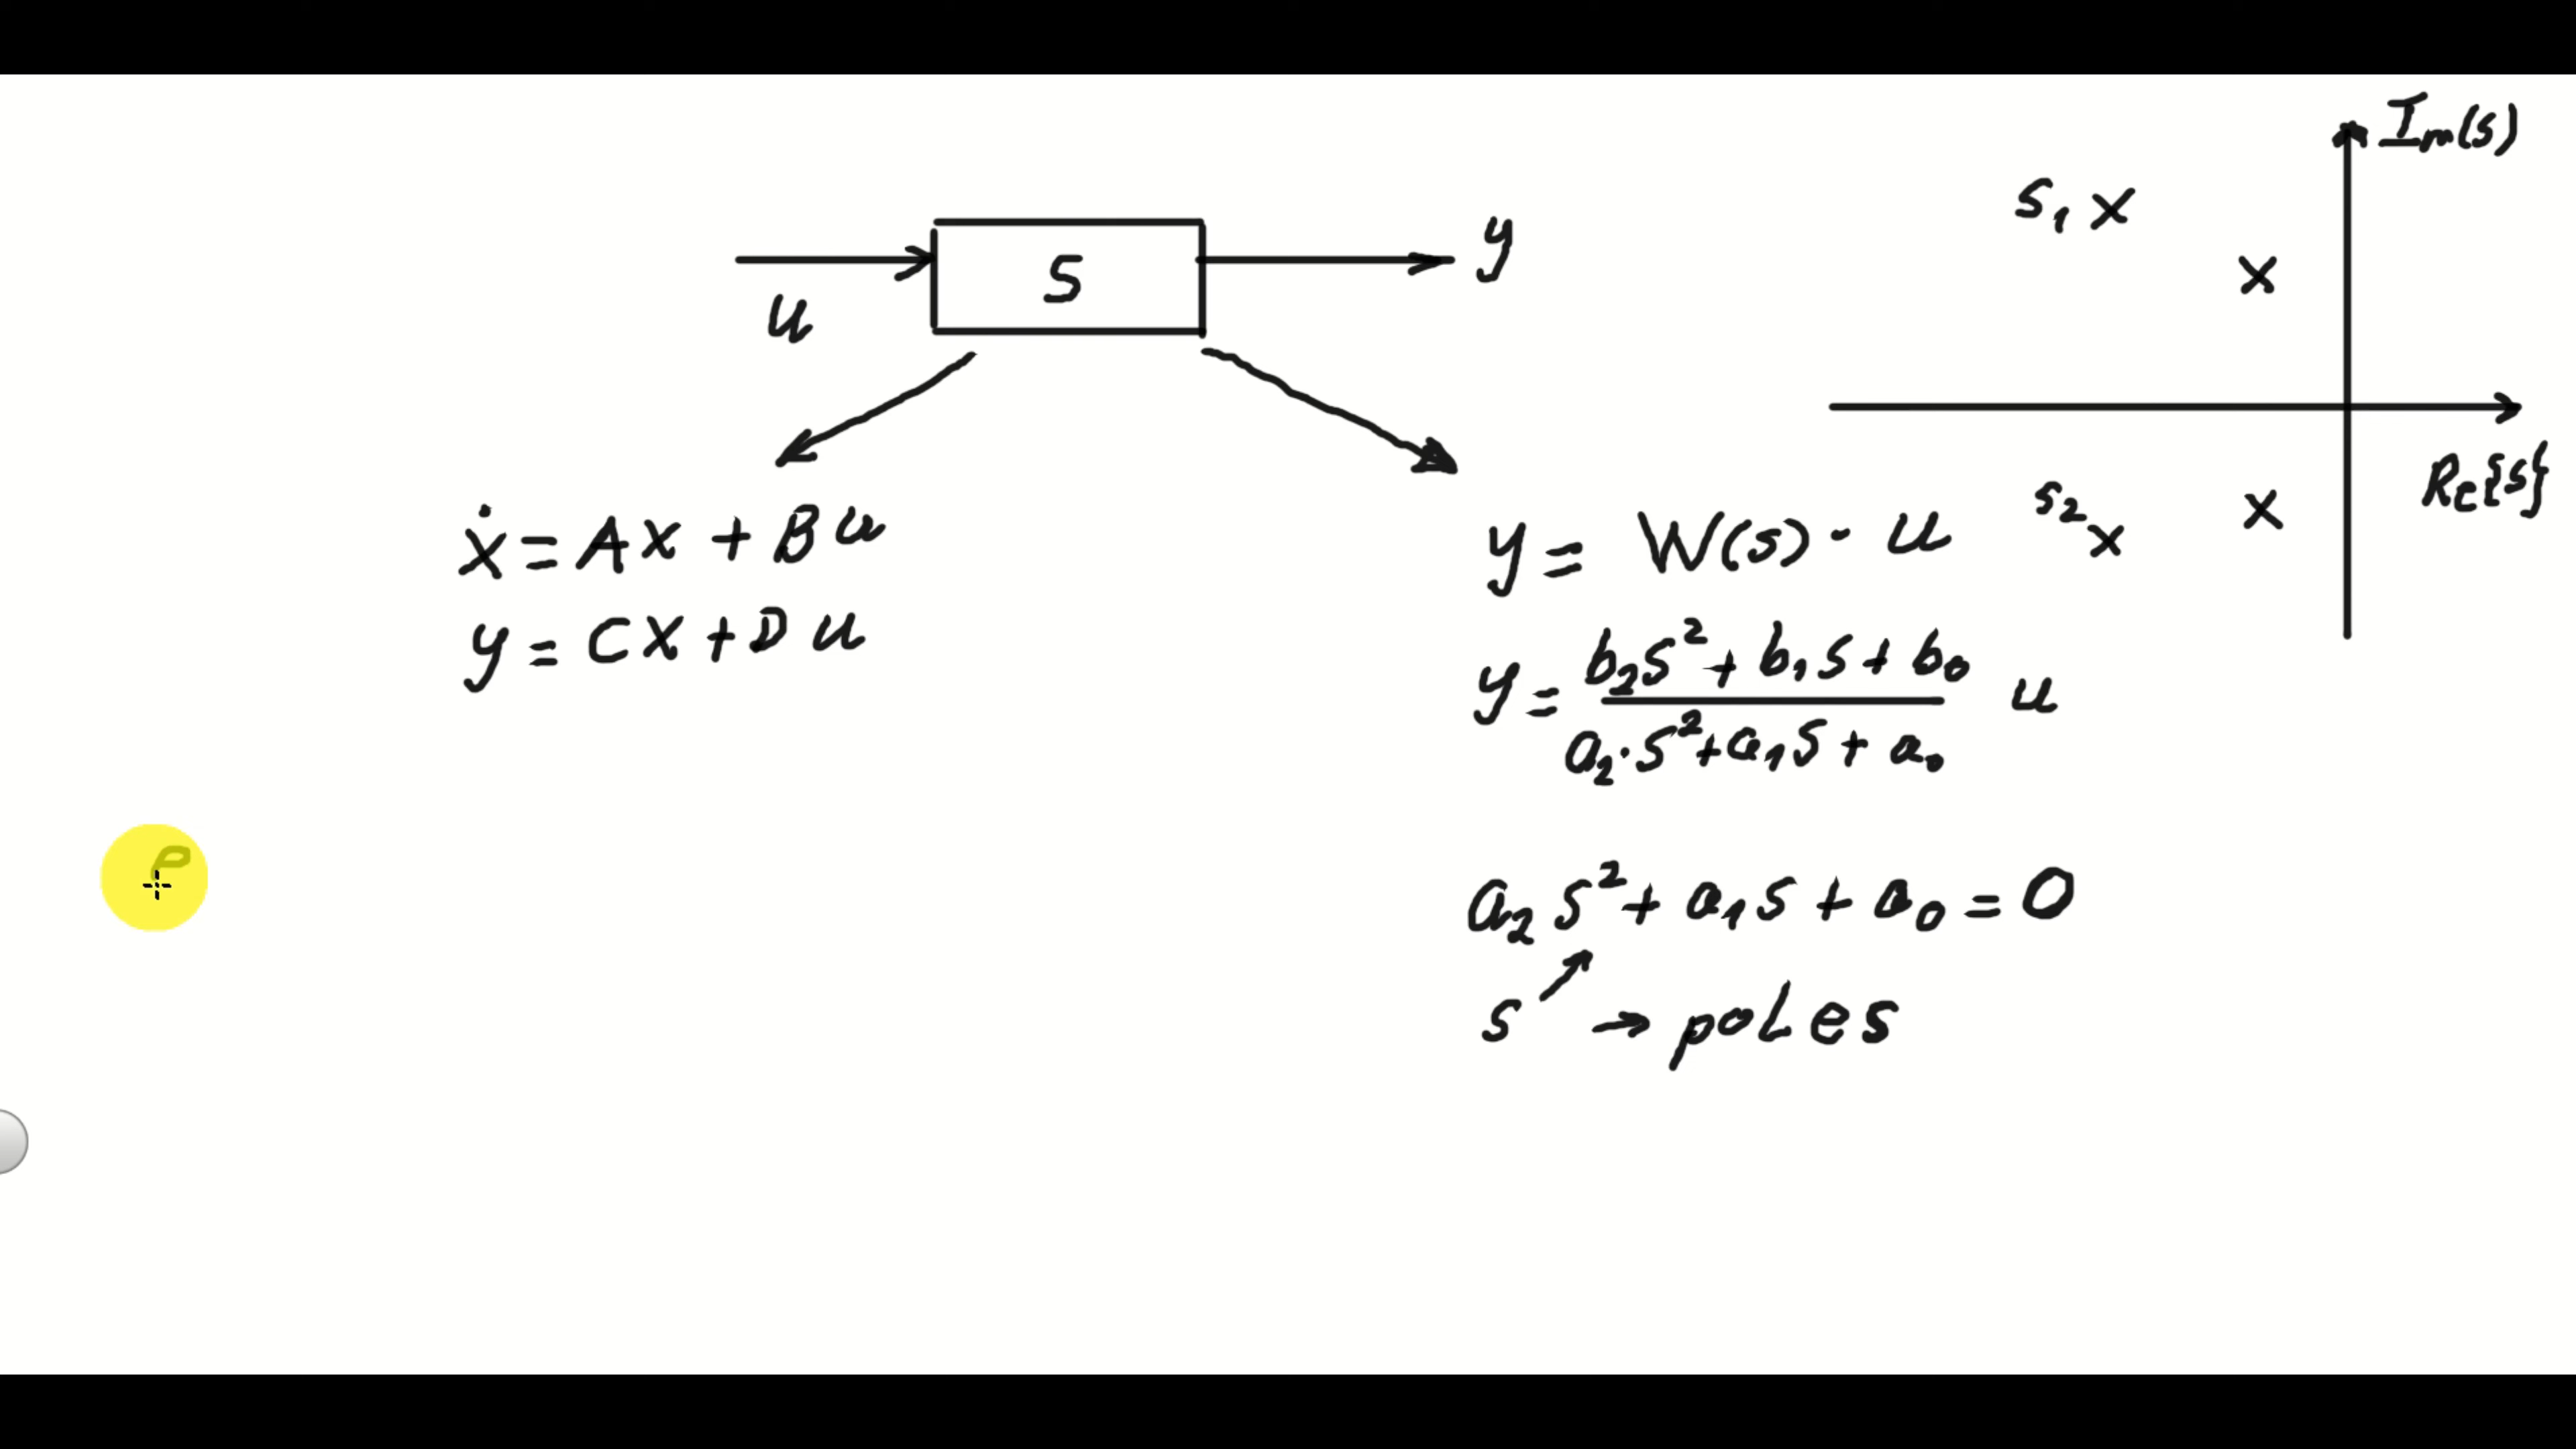 Im(s)
s₁ x
x
u
S
y
Re{s}
s₂ x
x
ẋ = Ax + Bu
y = Cx + Du
y = W(s) · u
y = (b₂s² + b₁s + b₀) / (a₂·s² + a₁s + a₀) u
a₂s² + a₁s + a₀ = 0
s → poles